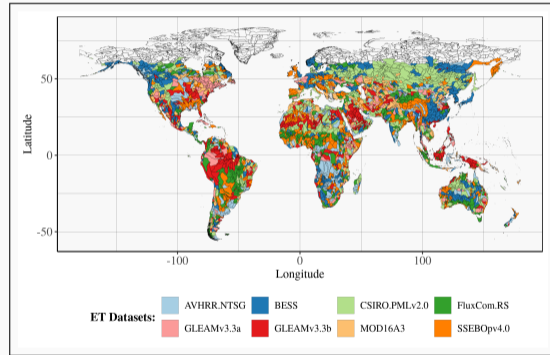 50
0
-50
Latitude
-100
0
100
Longitude
ET Datasets:
AVHRR.NTSG
BESS
CSIRO.PMLv2.0
FluxCom.RS
GLEAMv3.3a
GLEAMv3.3b
MOD16A3
SSEBOpv4.0